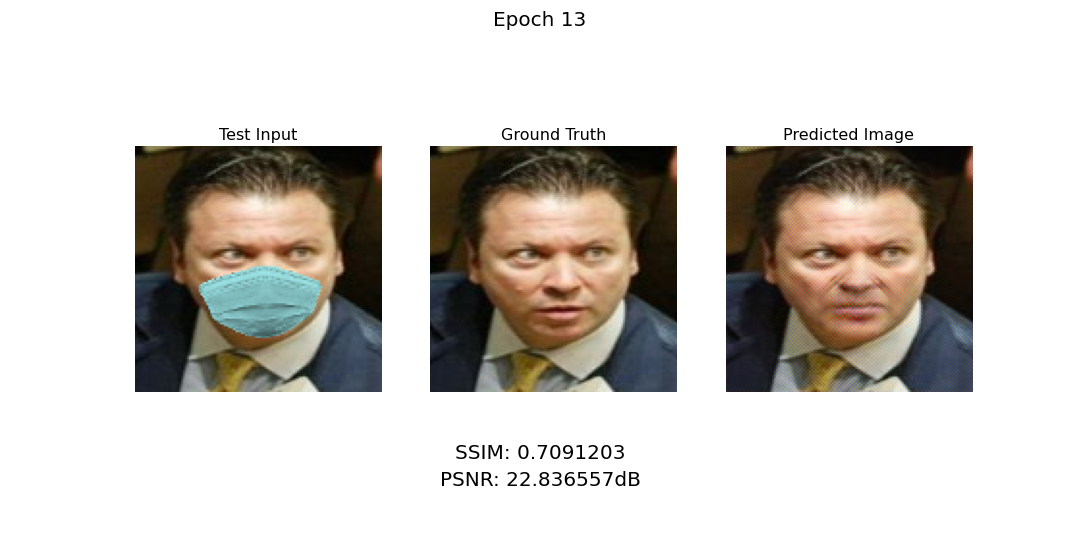 Epoch 13
Test Input
Ground Truth
Predicted Image
SSIM: 0.7091203
PSNR: 22.836557dB